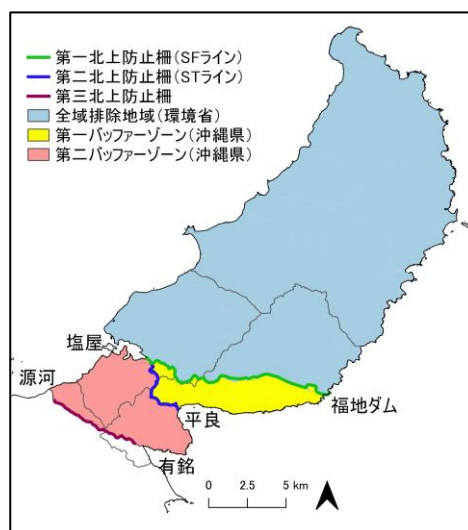 第一北上防止柵(SFライン)
第二北上防止柵(STライン)
第三北上防止柵
全域排除地域(環境省)
第一バッファーゾーン(沖縄県)
第二バッファーゾーン(沖縄県)
塩屋
源河
福地ダム
平良
有銘
0 2.5 5 km